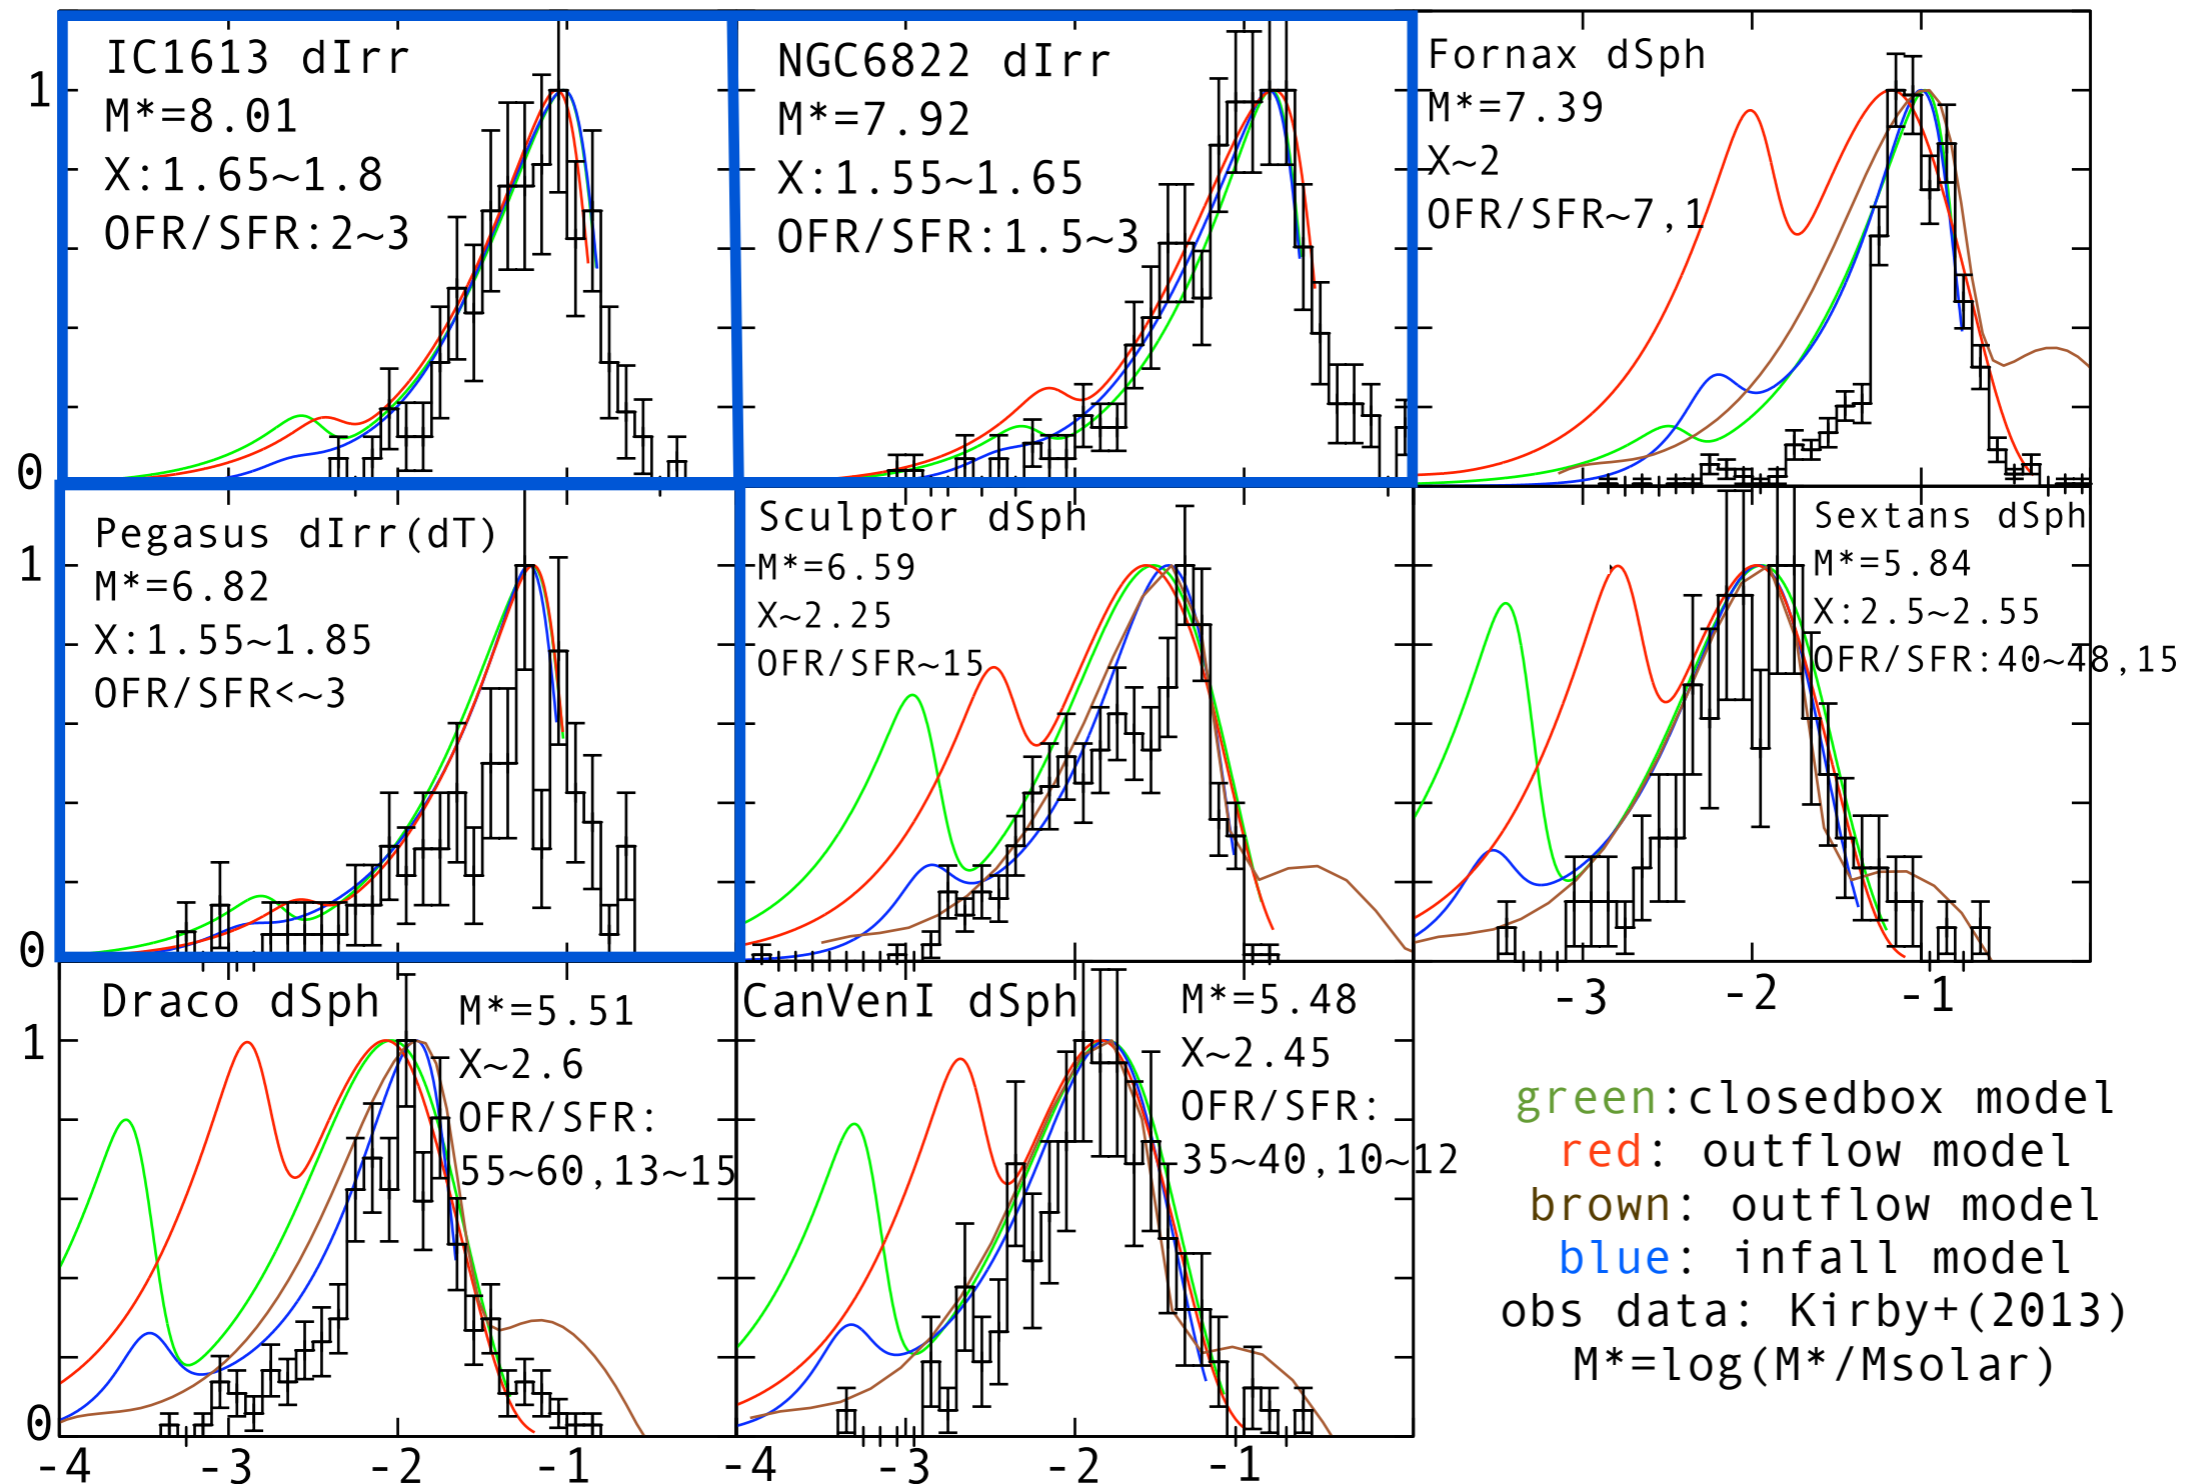 IC1613 dIrr
M*=8.01
X:1.65~1.8
OFR/SFR:2~3
NGC6822 dIrr
M*=7.92
X:1.55~1.65
OFR/SFR:1.5~3
Fornax dSph
M*=7.39
X~2
OFR/SFR~7,1
1
0
Pegasus dIrr(dT)
M*=6.82
X:1.55~1.85
OFR/SFR<~3
Sculptor dSph
M*=6.59
X~2.25
OFR/SFR~15
Sextans dSph
M*=5.84
X:2.5~2.55
OFR/SFR:40~48,15
1
0
-3 -2 -1
Draco dSph
M*=5.51
X~2.6
OFR/SFR:
55~60,13~15
CanVenI dSph
M*=5.48
X~2.45
OFR/SFR:
35~40,10~12
1
0
-4 -3 -2 -1 -4 -3 -2 -1
green:closedbox model
red: outflow model
brown: outflow model
blue: infall model
obs data: Kirby+(2013)
M*=log(M*/Msolar)